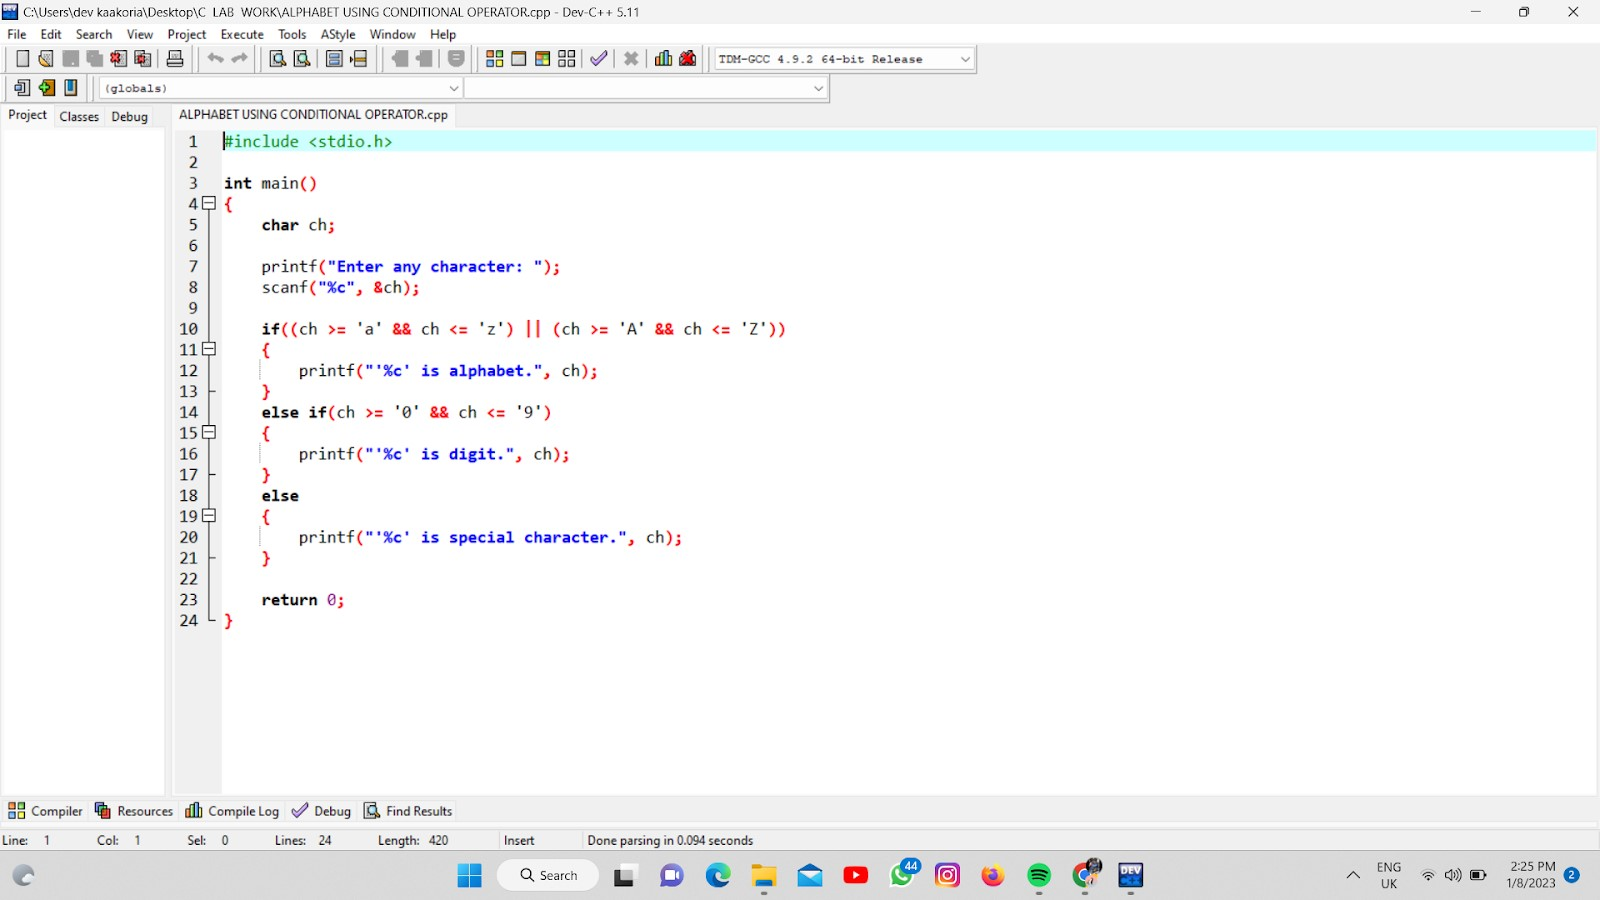 C:\Users\dev kaakoria\Desktop\C  LAB  WORK\ALPHABET USING CONDITIONAL OPERATOR.cpp - Dev-C++ 5.11
File Edit Search View Project Execute Tools AStyle Window Help
TDM-GCC 4.9.2 64-bit Release
(globals)
Project Classes Debug
ALPHABET USING CONDITIONAL OPERATOR.cpp
1 #include <stdio.h>
2
3 int main()
4 {
5     char ch;
6
7     printf("Enter any character: ");
8     scanf("%c", &ch);
9
10     if((ch >= 'a' && ch <= 'z') || (ch >= 'A' && ch <= 'Z'))
11     {
12         printf("'%c' is alphabet.", ch);
13     }
14     else if(ch >= '0' && ch <= '9')
15     {
16         printf("'%c' is digit.", ch);
17     }
18     else
19     {
20         printf("'%c' is special character.", ch);
21     }
22
23     return 0;
24 }
Compiler Resources Compile Log Debug Find Results
Line: 1 Col: 1 Sel: 0 Lines: 24 Length: 420 Insert Done parsing in 0.094 seconds
Search
44
DEV
ENG
UK
2:25 PM
1/8/2023
2